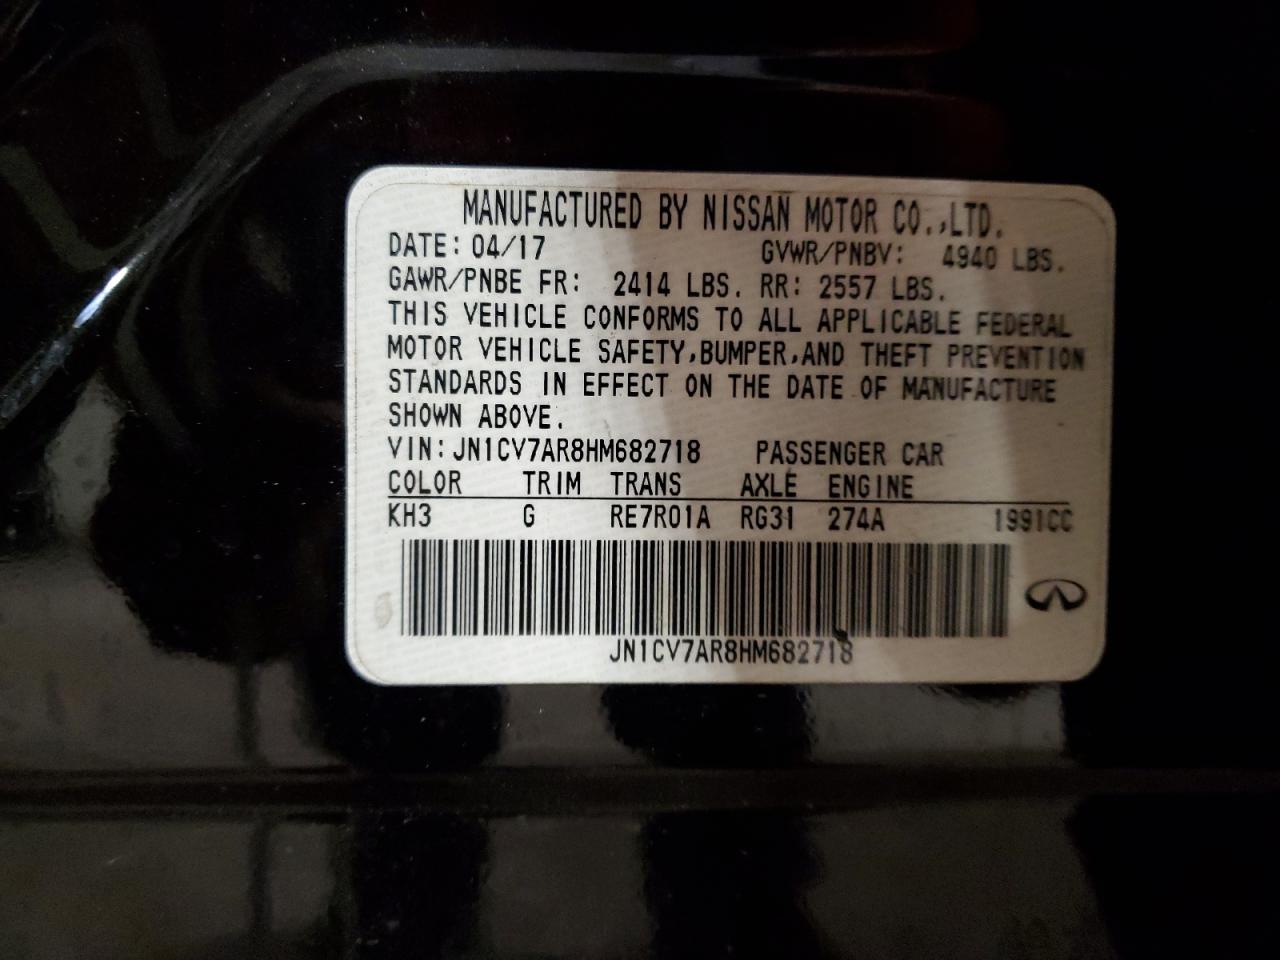 MANUFACTURED BY NISSAN MOTOR CO.,LTD.
DATE: 04/17 GVWR/PNBV: 4940 LBS.
GAWR/PNBE FR: 2414 LBS. RR: 2557 LBS.
THIS VEHICLE CONFORMS TO ALL APPLICABLE FEDERAL
MOTOR VEHICLE SAFETY,BUMPER,AND THEFT PREVENTION
STANDARDS IN EFFECT ON THE DATE OF MANUFACTURE
SHOWN ABOVE.
VIN:JN1CV7AR8HM682718 PASSENGER CAR
COLOR TRIM TRANS AXLE ENGINE
KH3 G RE7R01A RG31 274A 1991CC
JN1CV7AR8HM682718